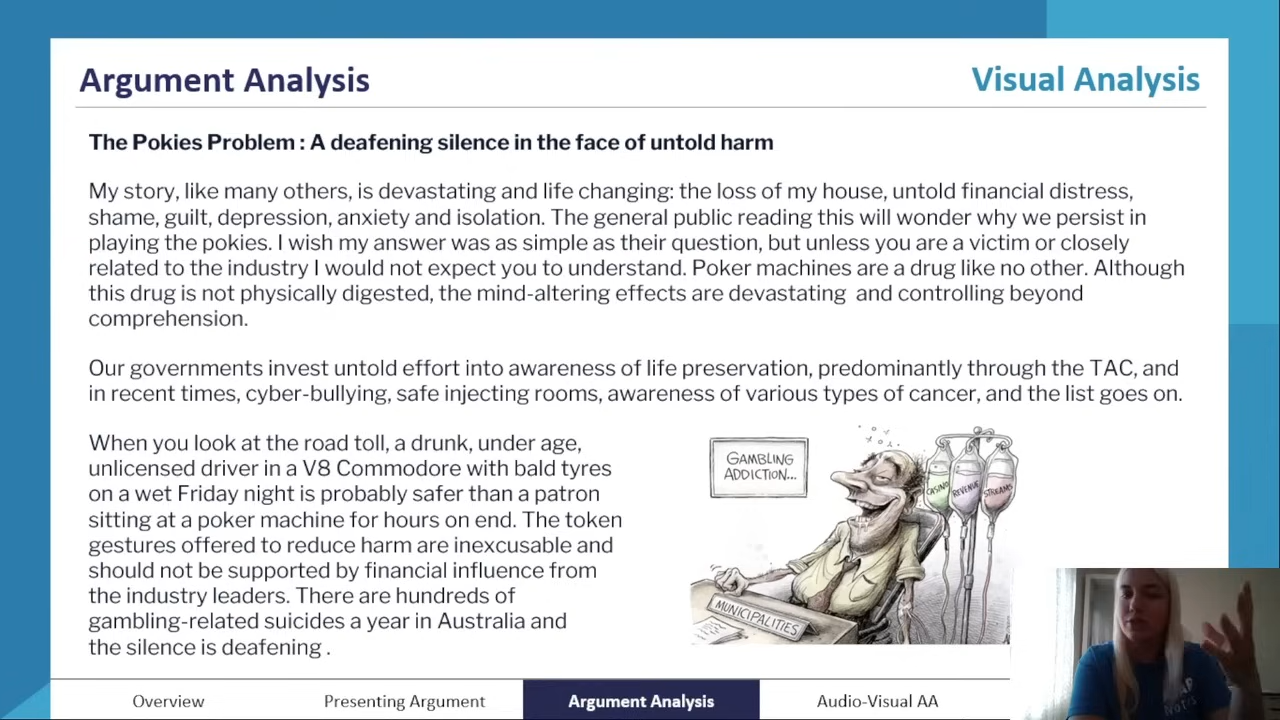 Argument Analysis
Visual Analysis
The Pokies Problem : A deafening silence in the face of untold harm
My story, like many others, is devastating and life changing: the loss of my house, untold financial distress,
shame, guilt, depression, anxiety and isolation. The general public reading this will wonder why we persist in
playing the pokies. I wish my answer was as simple as their question, but unless you are a victim or closely
related to the industry I would not expect you to understand. Poker machines are a drug like no other. Although
this drug is not physically digested, the mind-altering effects are devastating and controlling beyond
comprehension.
Our governments invest untold effort into awareness of life preservation, predominantly through the TAC, and
in recent times, cyber-bullying, safe injecting rooms, awareness of various types of cancer, and the list goes on.
When you look at the road toll, a drunk, under age,
unlicensed driver in a V8 Commodore with bald tyres
on a wet Friday night is probably safer than a patron
sitting at a poker machine for hours on end. The token
gestures offered to reduce harm are inexcusable and
should not be supported by financial influence from
the industry leaders. There are hundreds of
gambling-related suicides a year in Australia and
the silence is deafening .
GAMBLING
ADDICTION...
CASINO
REVENUE
STREAMS
MUNICIPALITIES
Overview
Presenting Argument
Argument Analysis
Audio-Visual AA